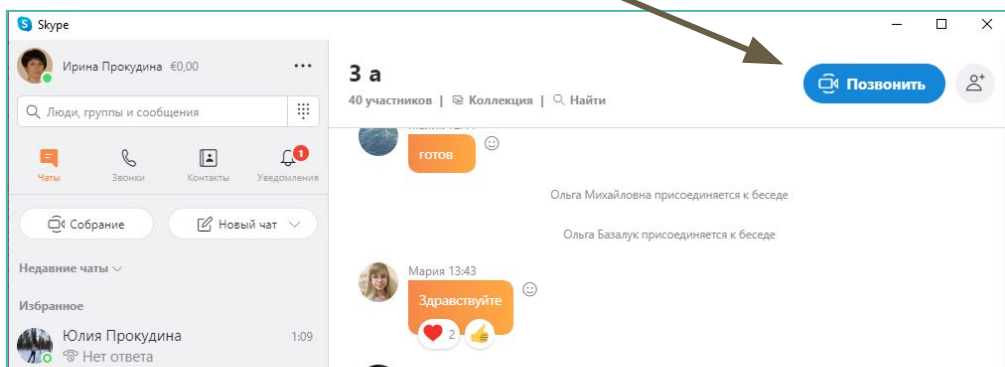 Skype
Ирина Прокудина €0,00
Люди, группы и сообщения
Чаты
Звонки
Контакты
1
Уведомления
Собрание
Новый чат
Недавние чаты
Избранное
Юлия Прокудина
1:09
Нет ответа
3 а
40 участников | Коллекция | Найти
Позвонить
готов
Ольга Михайловна присоединяется к беседе
Ольга Базалук присоединяется к беседе
Мария 13:43
Здравствуйте
2